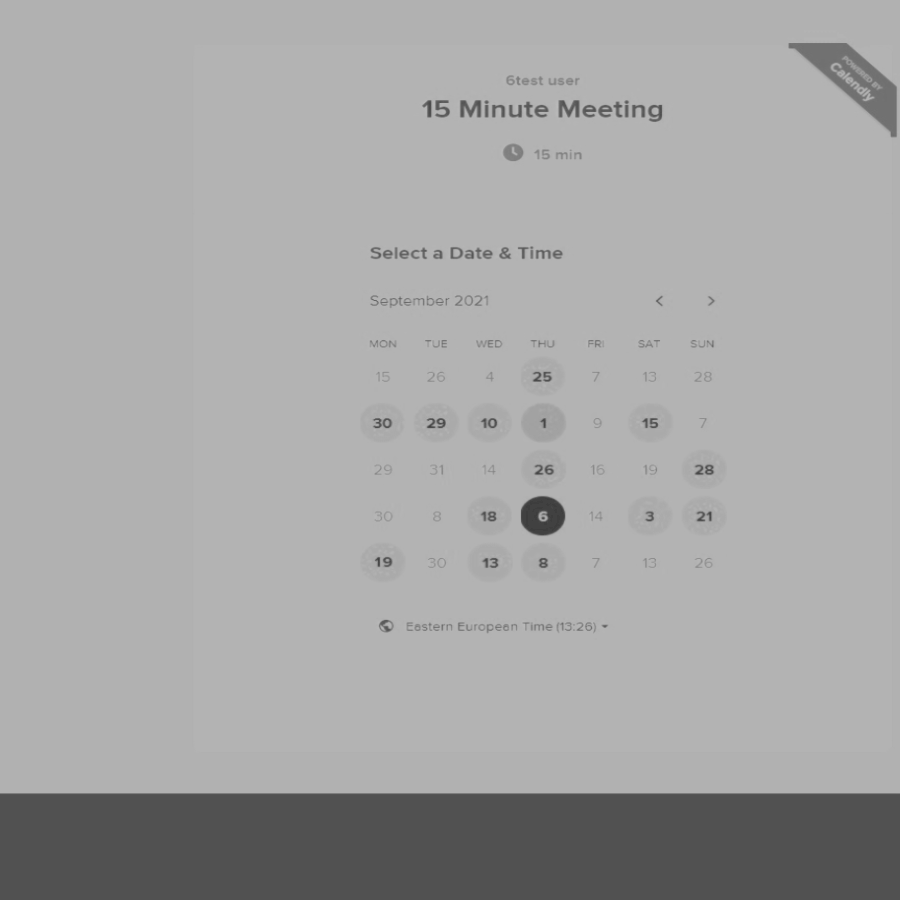 POWERED BY
Calendly
6test user
15 Minute Meeting
15 min
Select a Date & Time
September 2021 < >
MON TUE WED THU FRI SAT SUN
15 26 4 25 7 13 28
30 29 10 1 9 15 7
29 31 14 26 16 19 28
30 8 18 6 14 3 21
19 30 13 8 7 13 26
Eastern European Time (13:26)